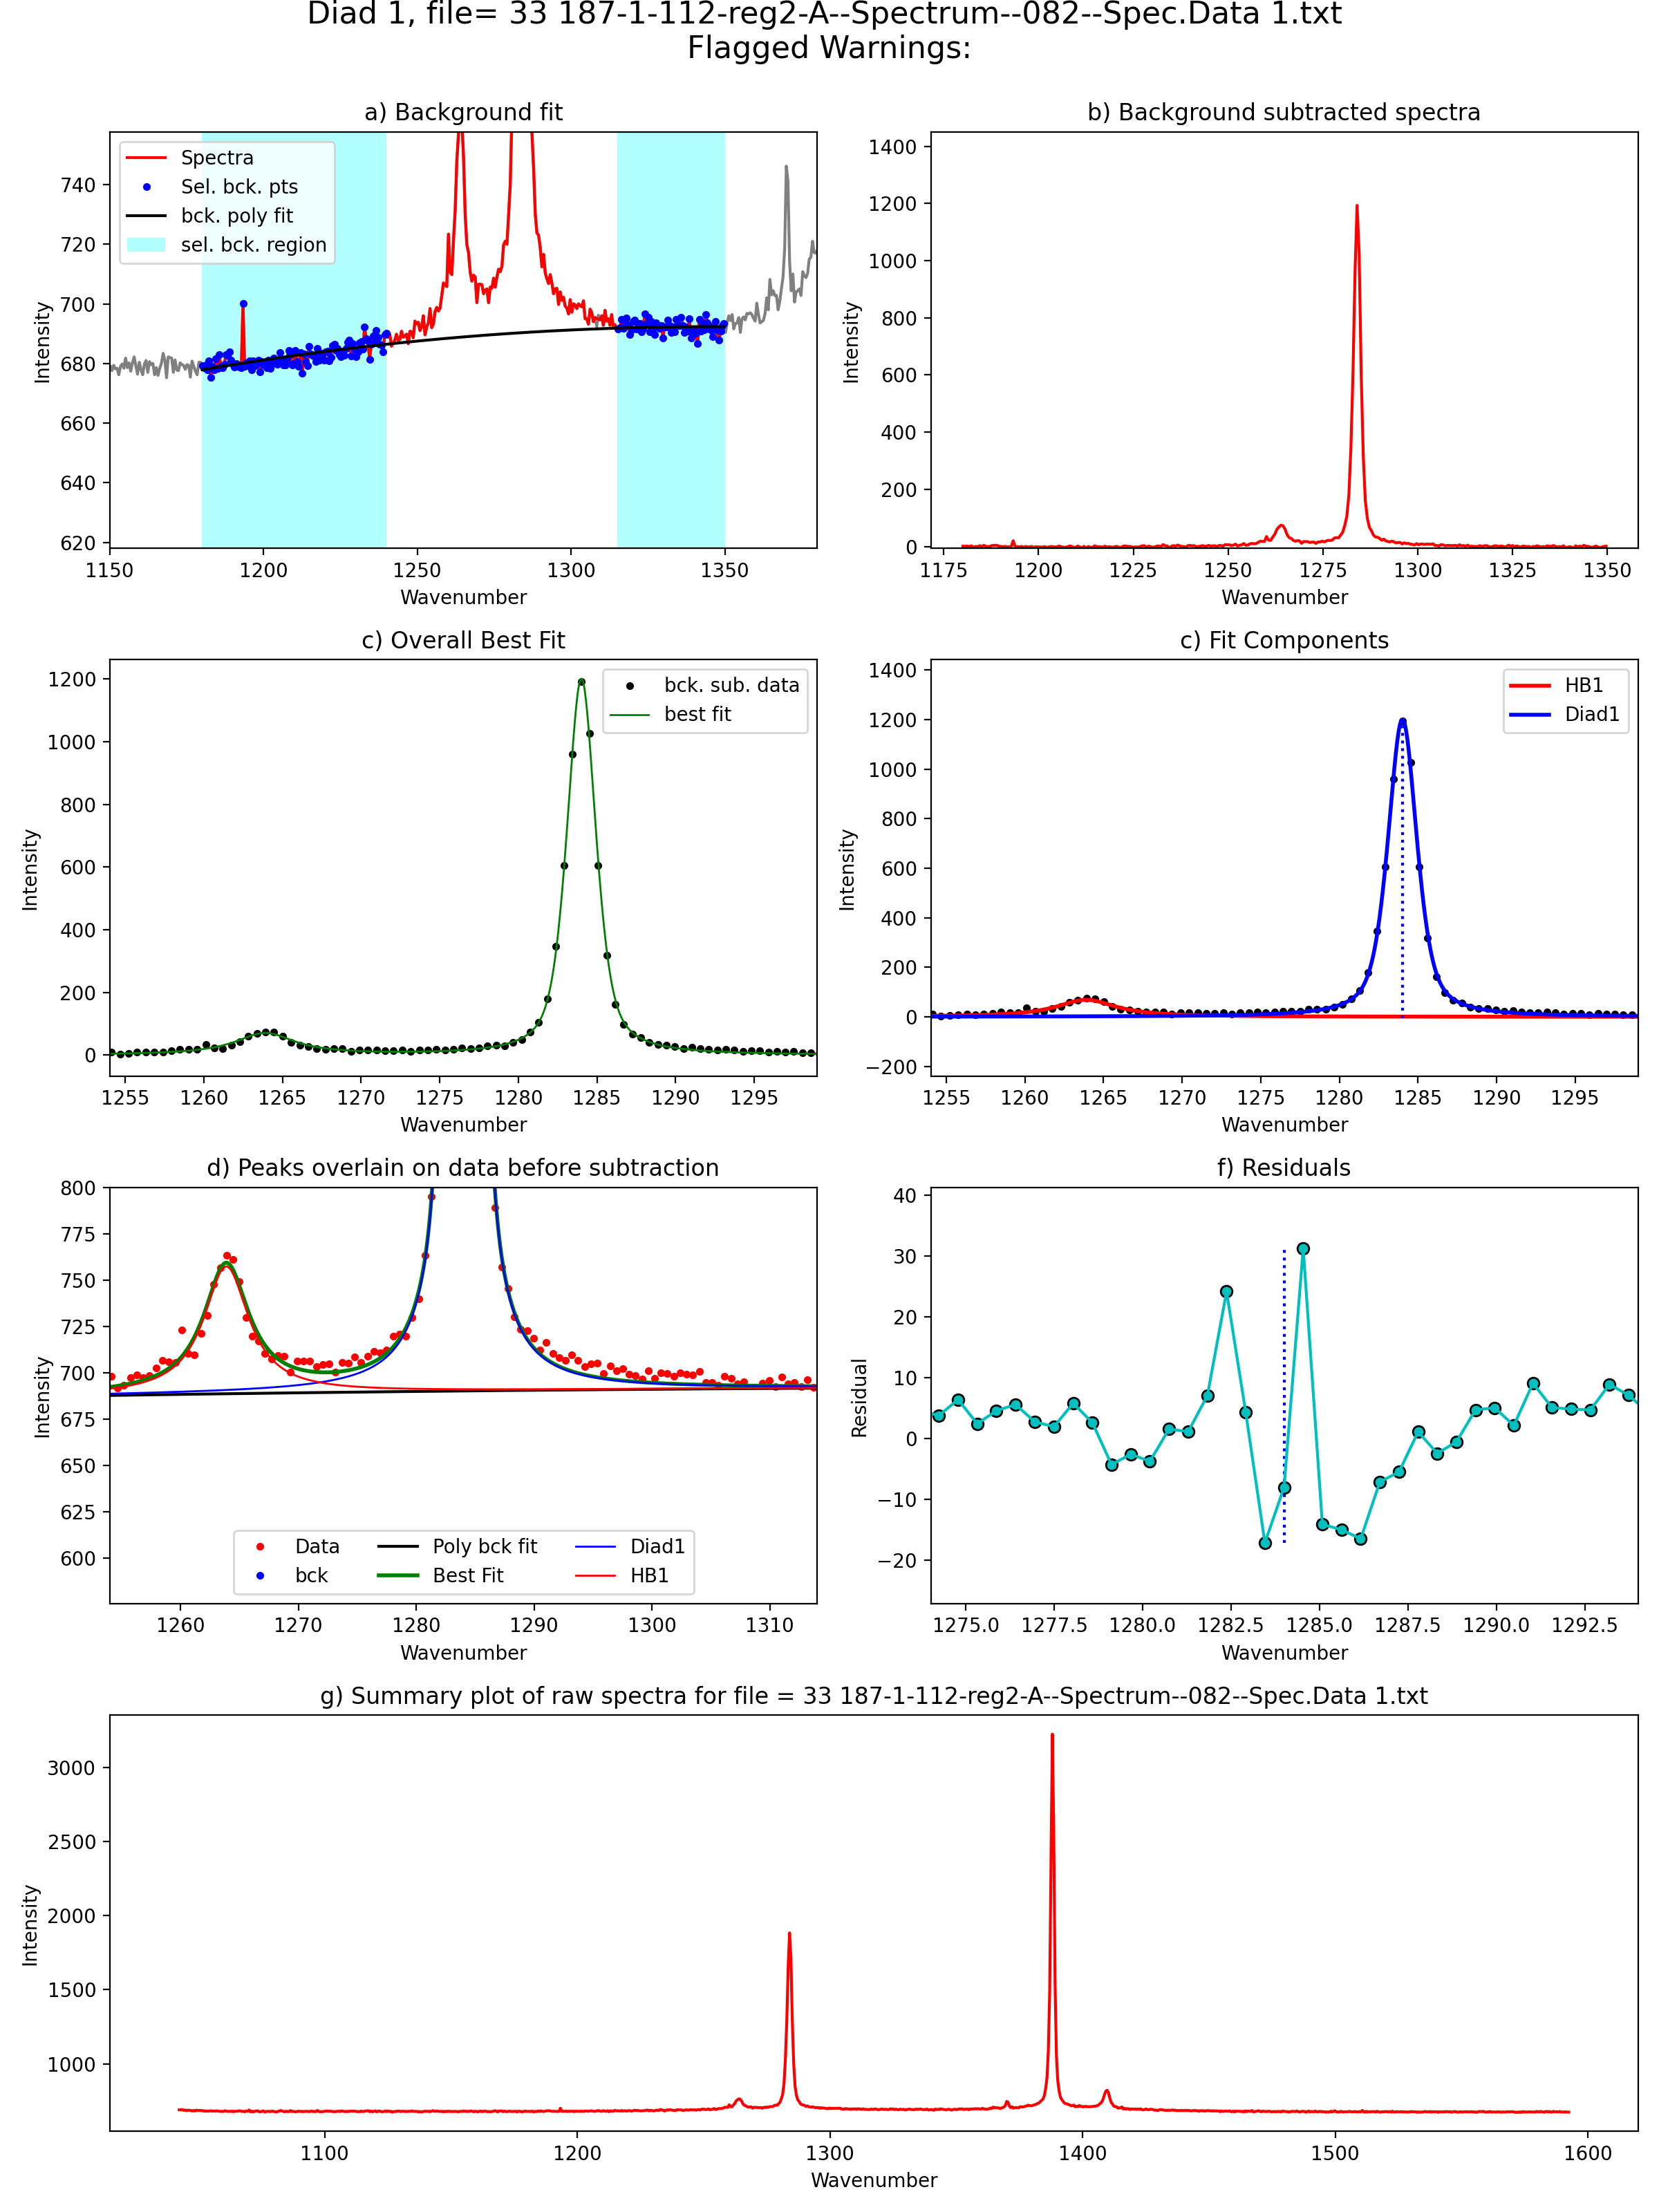 Diad 1, file= 33 187-1-112-reg2-A--Spectrum--082--Spec.Data 1.txt
Flagged Warnings:
a) Background fit
Intensity
740
720
700
680
660
640
620
Spectra
Sel. bck. pts
bck. poly fit
sel. bck. region
1150 1200 1250 1300 1350
Wavenumber
b) Background subtracted spectra
Intensity
1400
1200
1000
800
600
400
200
0
1175 1200 1225 1250 1275 1300 1325 1350
Wavenumber
c) Overall Best Fit
Intensity
1200
1000
800
600
400
200
0
bck. sub. data
best fit
1255 1260 1265 1270 1275 1280 1285 1290 1295
Wavenumber
c) Fit Components
Intensity
1400
1200
1000
800
600
400
200
0
−200
HB1
Diad1
1255 1260 1265 1270 1275 1280 1285 1290 1295
Wavenumber
d) Peaks overlain on data before subtraction
Intensity
800
775
750
725
700
675
650
625
600
Data Poly bck fit Diad1
bck Best Fit HB1
1260 1270 1280 1290 1300 1310
Wavenumber
f) Residuals
Residual
40
30
20
10
0
−10
−20
1275.0 1277.5 1280.0 1282.5 1285.0 1287.5 1290.0 1292.5
Wavenumber
g) Summary plot of raw spectra for file = 33 187-1-112-reg2-A--Spectrum--082--Spec.Data 1.txt
Intensity
3000
2500
2000
1500
1000
1100 1200 1300 1400 1500 1600
Wavenumber